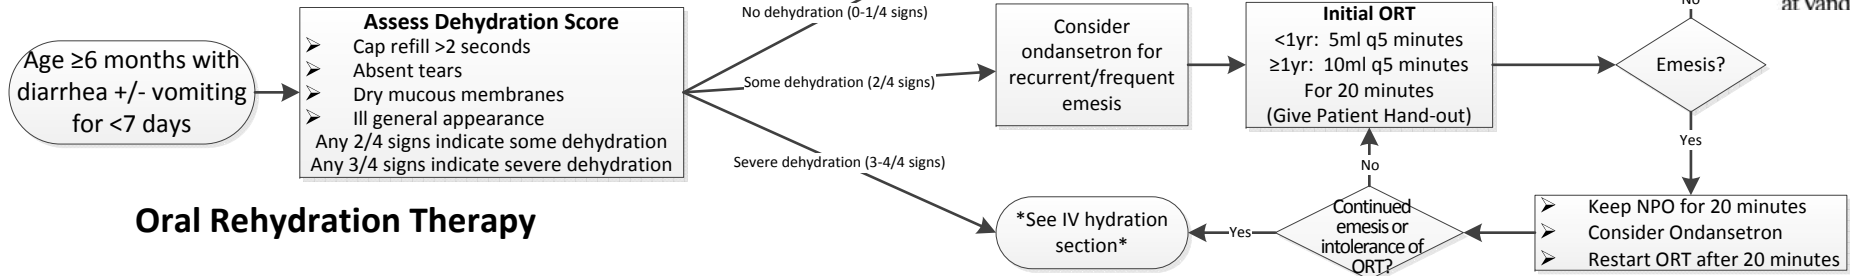 Age ≥6 months with
diarrhea +/- vomiting
for <7 days
Assess Dehydration Score
➢ Cap refill >2 seconds
➢ Absent tears
➢ Dry mucous membranes
➢ Ill general appearance
Any 2/4 signs indicate some dehydration
Any 3/4 signs indicate severe dehydration
No dehydration (0-1/4 signs)
Some dehydration (2/4 signs)
Severe dehydration (3-4/4 signs)
Consider
ondansetron for
recurrent/frequent
emesis
Initial ORT
<1yr: 5ml q5 minutes
≥1yr: 10ml q5 minutes
For 20 minutes
(Give Patient Hand-out)
No
Emesis?
Yes
➢ Keep NPO for 20 minutes
➢ Consider Ondansetron
➢ Restart ORT after 20 minutes
No
Continued
emesis or
intolerance of
ORT?
Yes
*See IV hydration
section*
Oral Rehydration Therapy